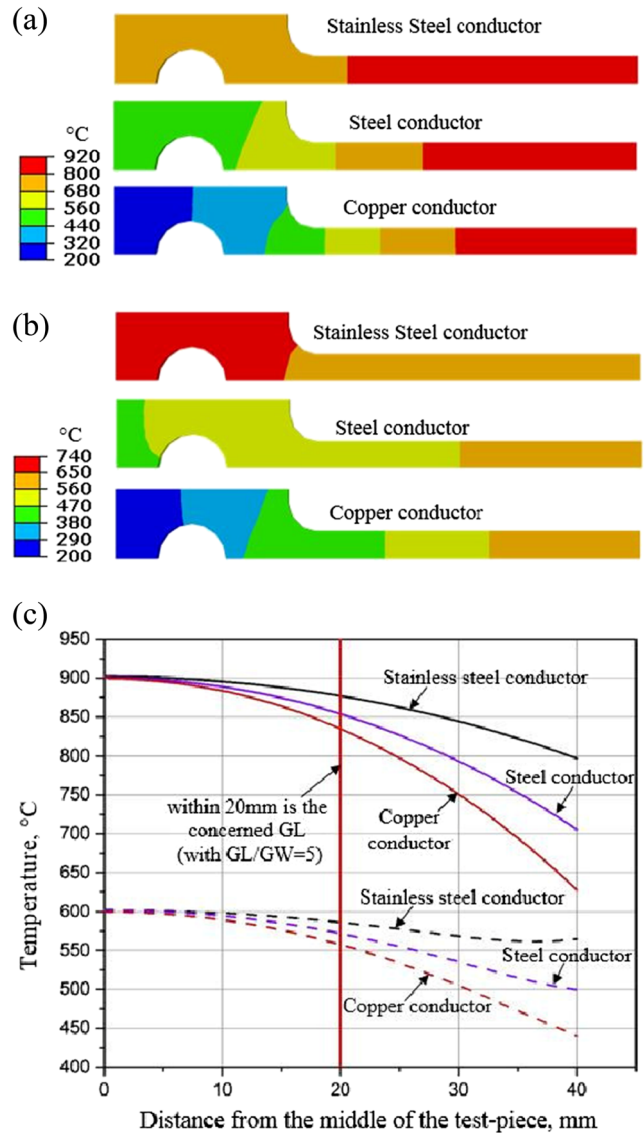 (a)
Stainless Steel conductor
Steel conductor
Copper conductor
°C
920
800
680
560
440
320
200
(b)
Stainless Steel conductor
Steel conductor
Copper conductor
°C
740
650
560
470
380
290
200
(c)
950
900
850
800
750
700
650
600
550
500
450
400
Temperature, °C
Stainless steel conductor
Steel conductor
Copper
conductor
within 20mm is the
concerned GL
(with GL/GW=5)
Stainless steel conductor
Steel conductor
Copper conductor
0
10
20
30
40
Distance from the middle of the test-piece, mm